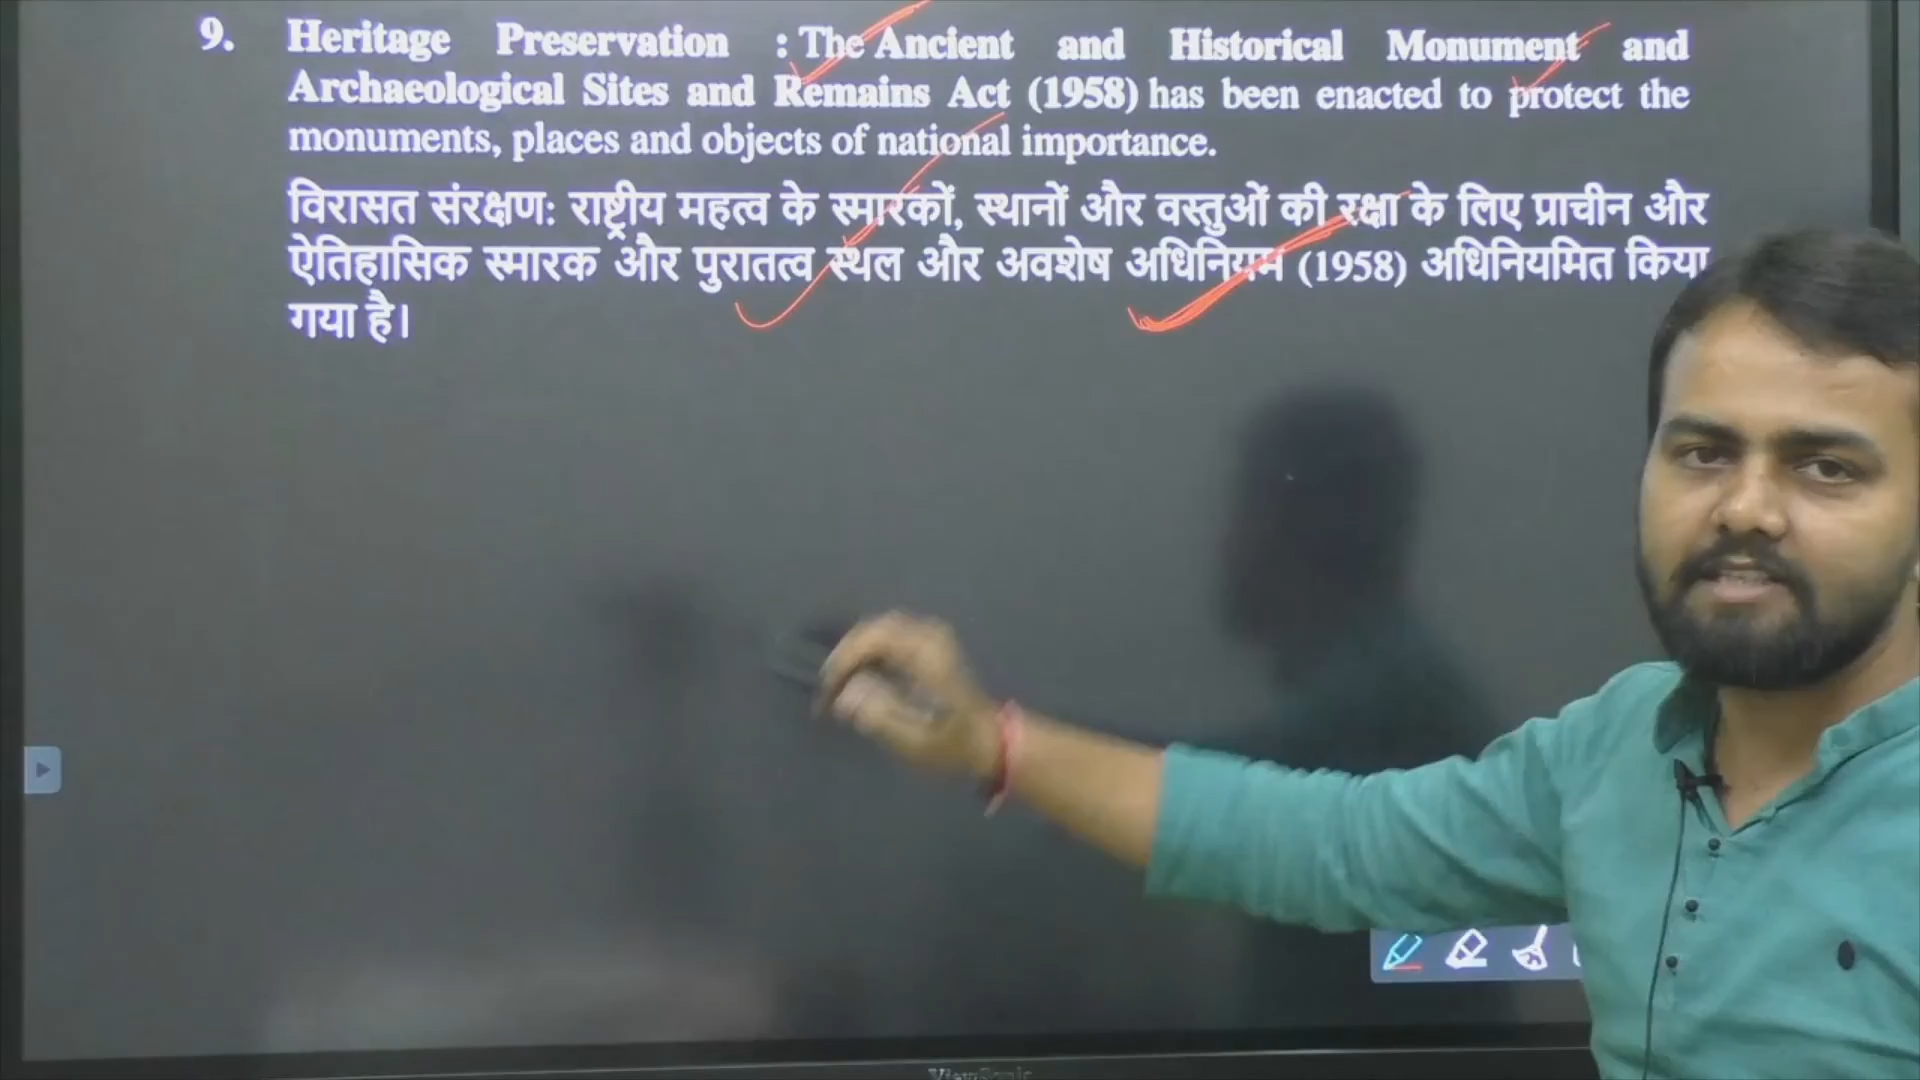 9. Heritage Preservation : The Ancient and Historical Monument and
Archaeological Sites and Remains Act (1958) has been enacted to protect the
monuments, places and objects of national importance.
विरासत संरक्षण: राष्ट्रीय महत्व के स्मारकों, स्थानों और वस्तुओं की रक्षा के लिए प्राचीन और
ऐतिहासिक स्मारक और पुरातत्व स्थल और अवशेष अधिनियम (1958) अधिनियमित किया
गया है।
ViewSonic